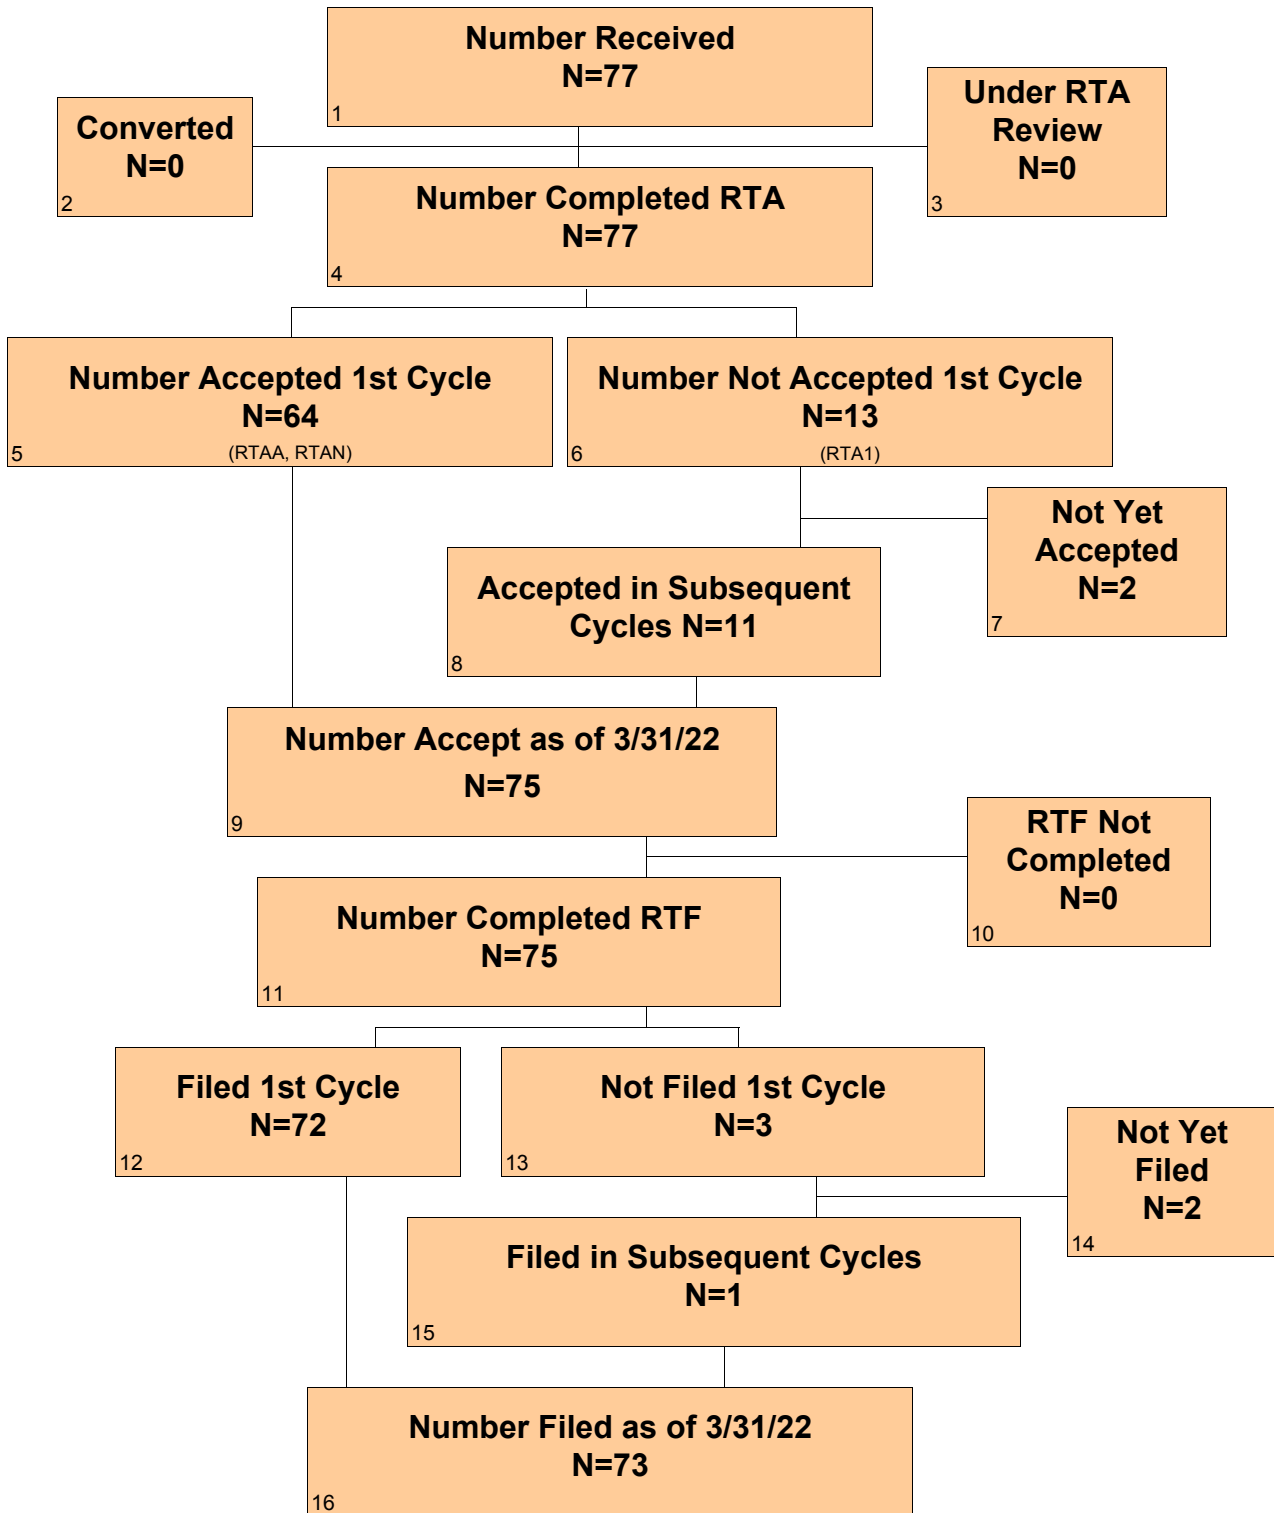 Number Received
N=77
1
Converted
N=0
2
Under RTA
Review
N=0
3
Number Completed RTA
N=77
4
Number Accepted 1st Cycle
N=64
(RTAA, RTAN)
5
Number Not Accepted 1st Cycle
N=13
(RTA1)
6
Not Yet
Accepted
N=2
7
Accepted in Subsequent
Cycles N=11
8
Number Accept as of 3/31/22
N=75
9
RTF Not
Completed
N=0
10
Number Completed RTF
N=75
11
Filed 1st Cycle
N=72
12
Not Filed 1st Cycle
N=3
13
Not Yet
Filed
N=2
14
Filed in Subsequent Cycles
N=1
15
Number Filed as of 3/31/22
N=73
16